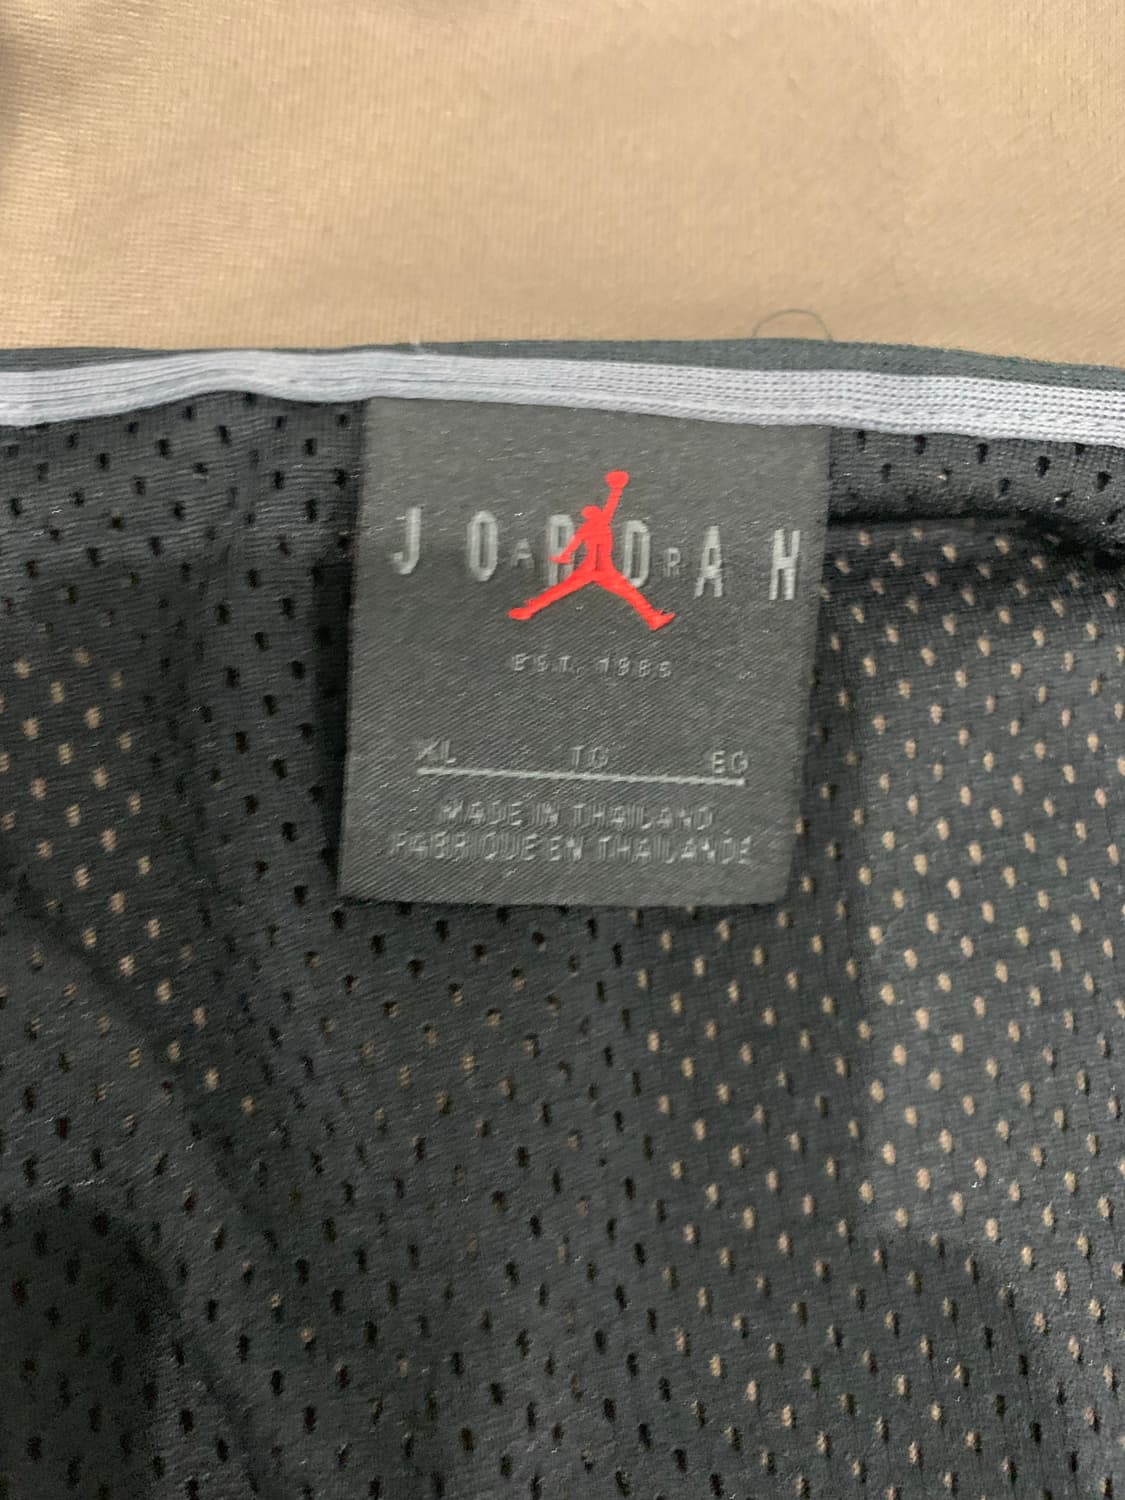 JORDAN
AIR
EST. 1985
XL TG EG
MADE IN THAILAND
FABRIQUE EN THAILANDE